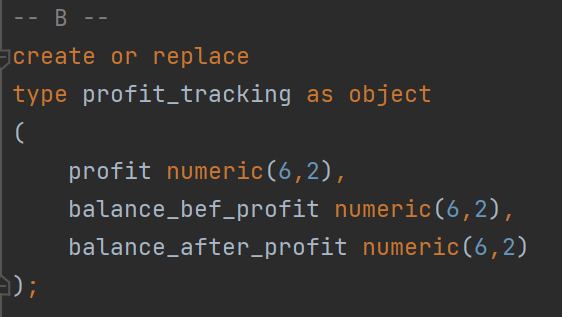 -- B --
create or replace
type profit_tracking as object
(
    profit numeric(6,2),
    balance_bef_profit numeric(6,2),
    balance_after_profit numeric(6,2)
);